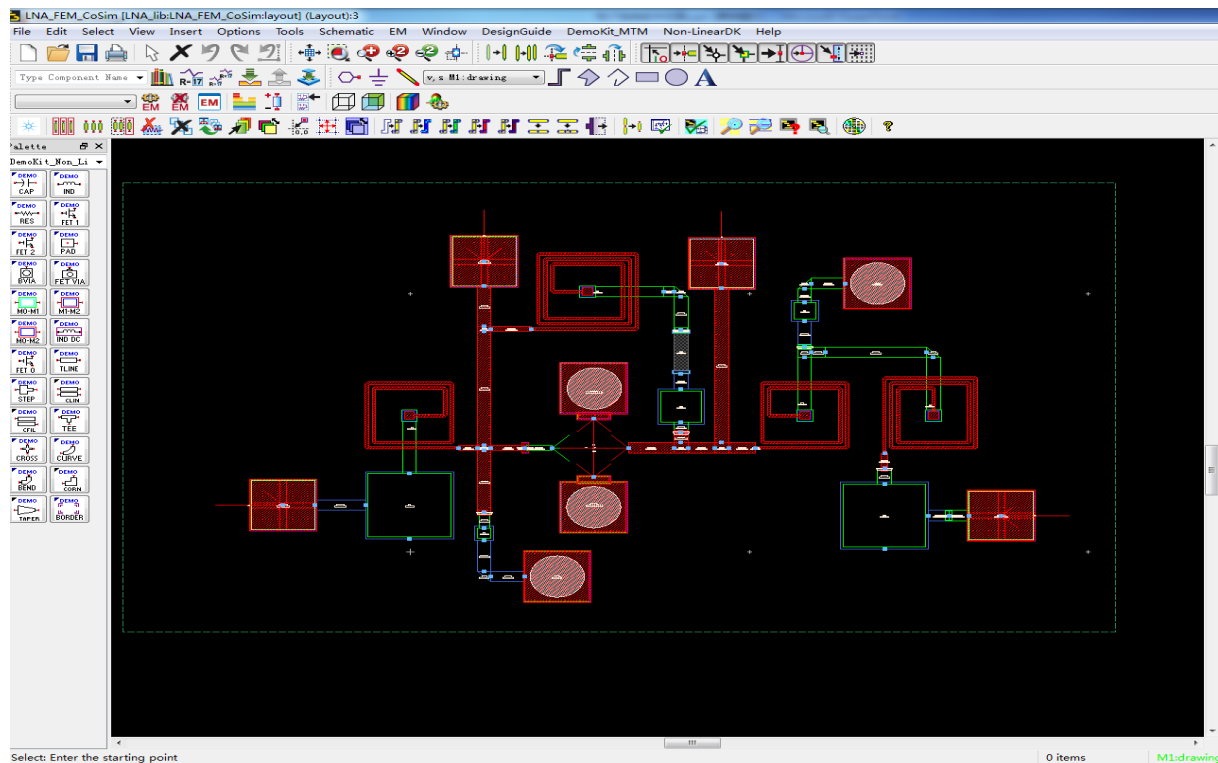 LNA_FEM_CoSim [LNA_lib:LNA_FEM_CoSim:layout] (Layout):3
File Edit Select View Insert Options Tools Schematic EM Window DesignGuide DemoKit_MTM Non-LinearDK Help
Type Component Name
v,s M1:drawing
EM EM EM
alette
DemoKit_Non_Li
DEMO DEMO
CAP IND
DEMO DEMO
RES FET 1
DEMO DEMO
FET 2 PAD
DEMO DEMO
BVIA FET VIA
DEMO DEMO
M0-M1 M1-M2
DEMO DEMO
M0-M2 IND DC
DEMO DEMO
FET 0 TLINE
DEMO DEMO
STEP CLIN
DEMO DEMO
CFIL TEE
DEMO DEMO
CROSS CURVE
DEMO DEMO
BEND CORN
DEMO DEMO
TAPER BORDER
Select: Enter the starting point
0 items
M1:drawing